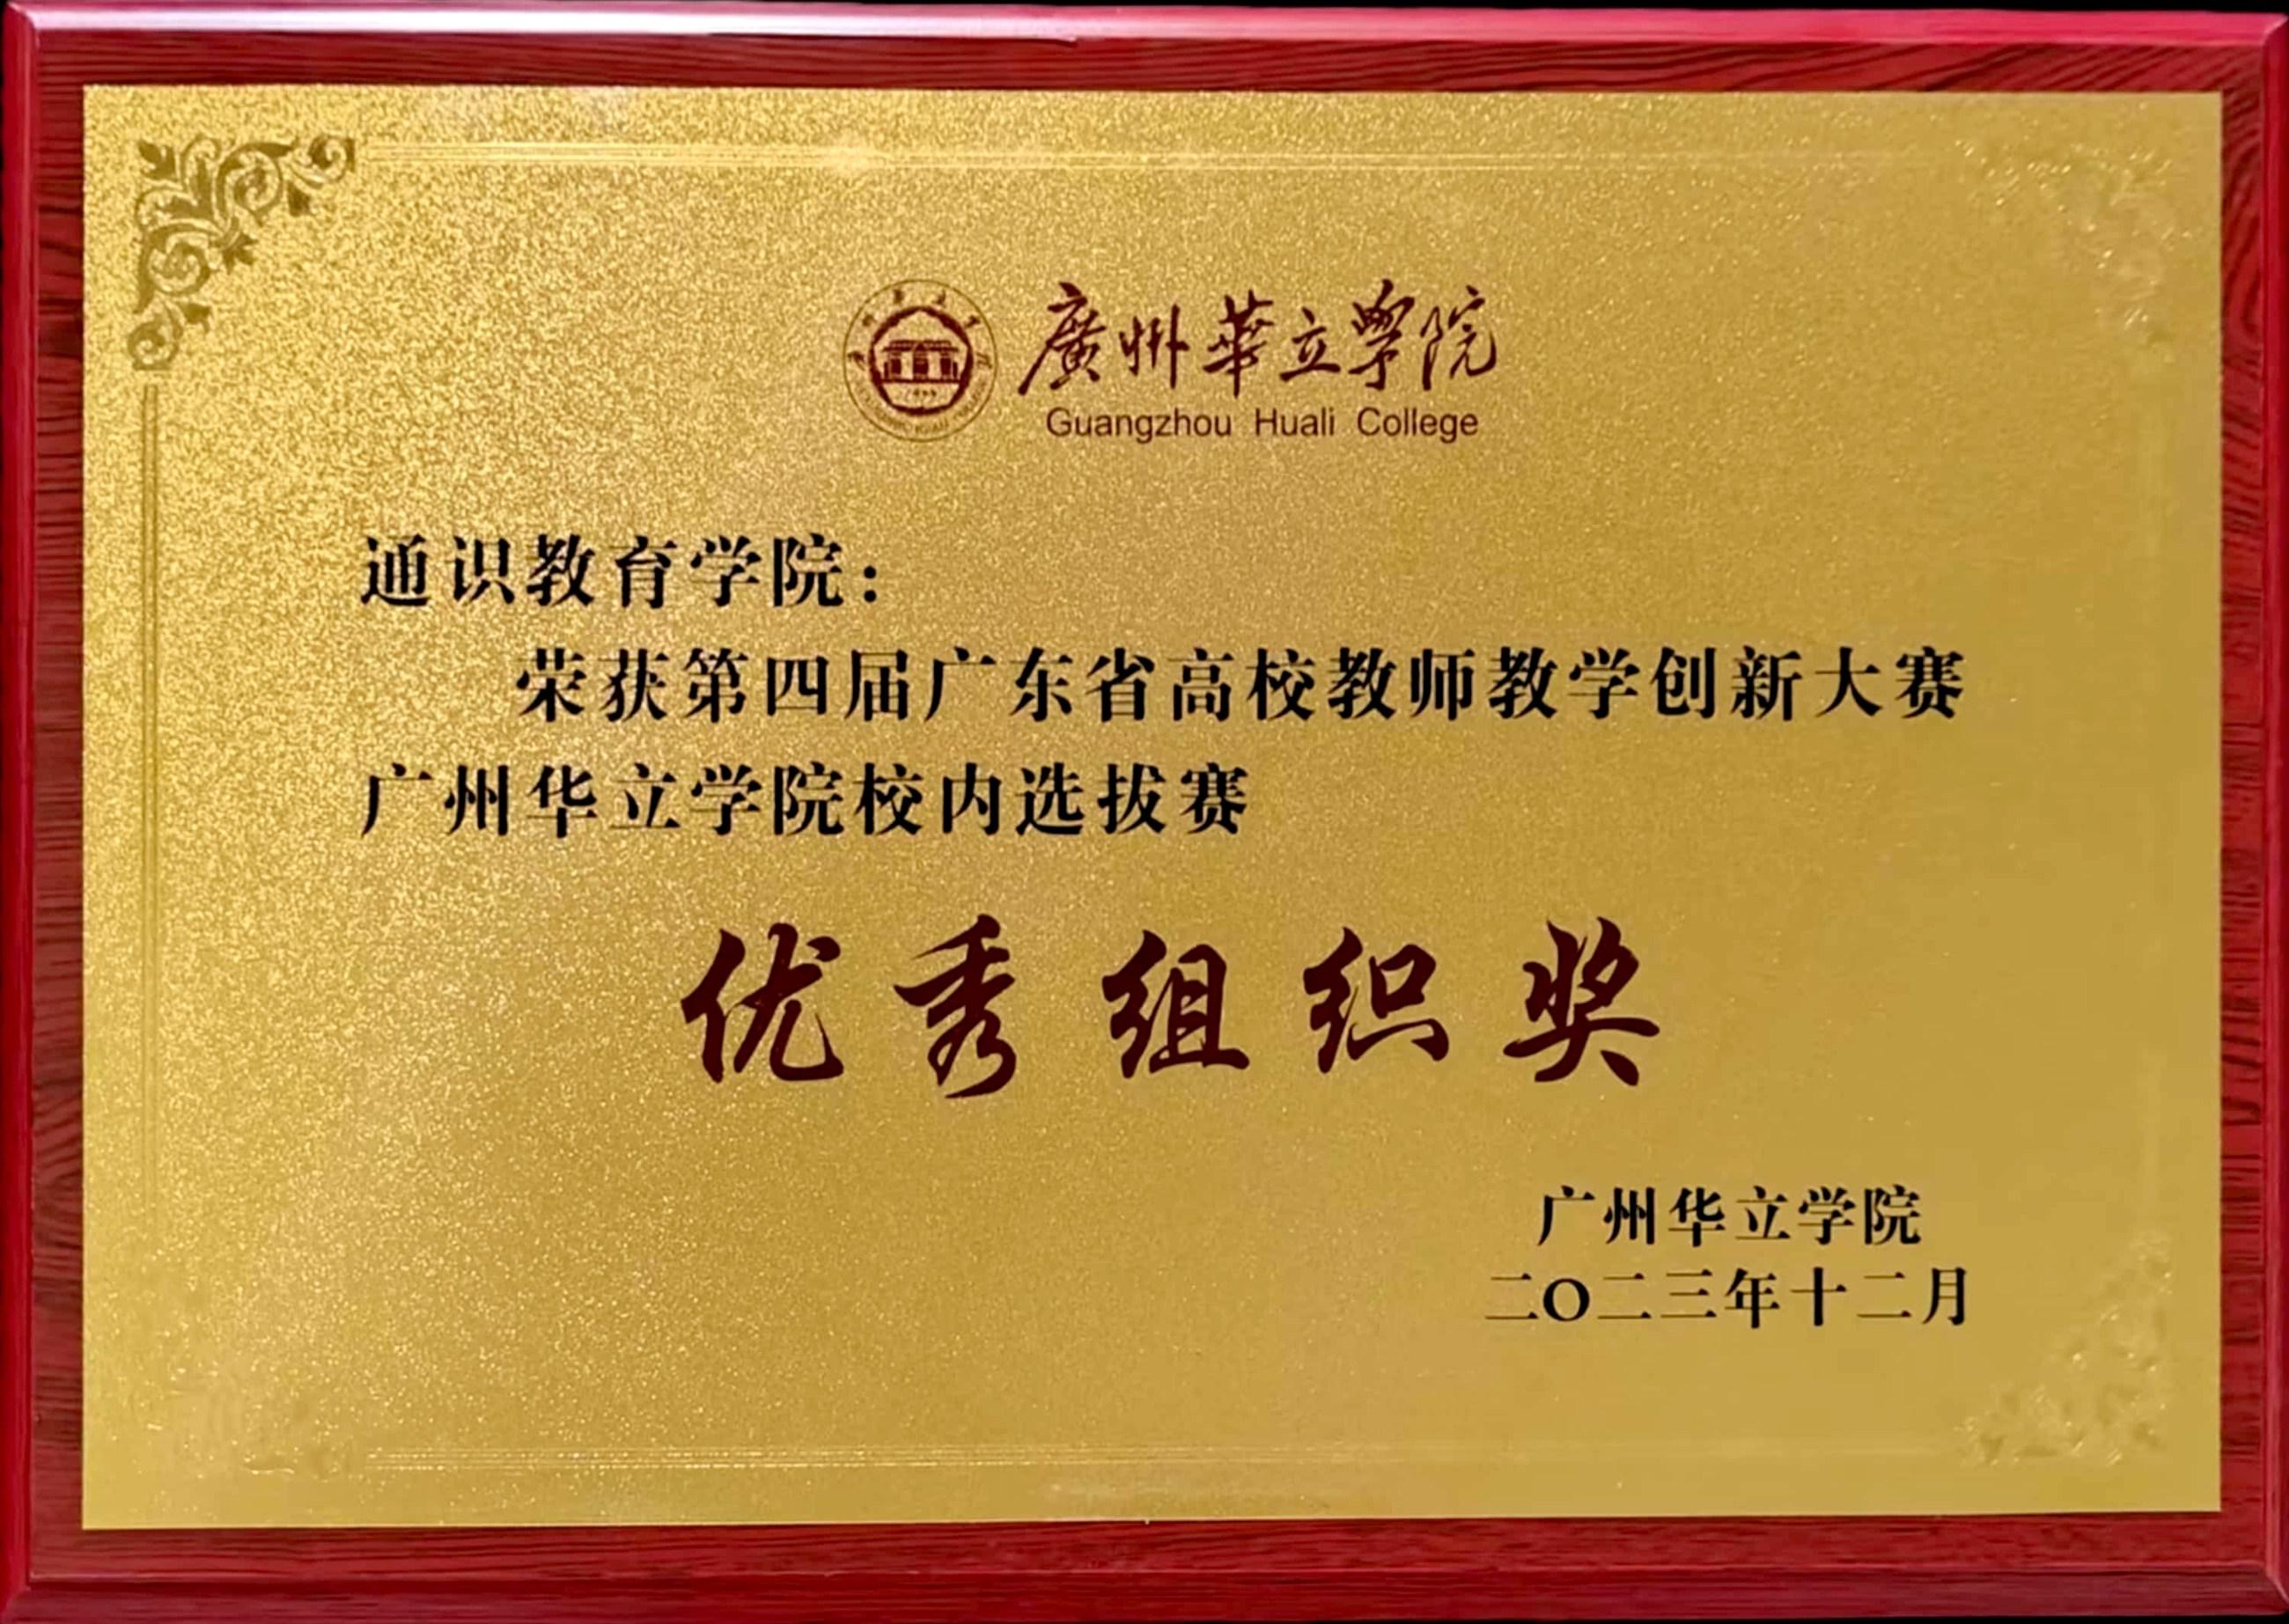 廣州華立學院
Guangzhou Huali College
通识教育学院：
荣获第四届广东省高校教师教学创新大赛
广州华立学院校内选拔赛
优秀组织奖
广州华立学院
二〇二三年十二月